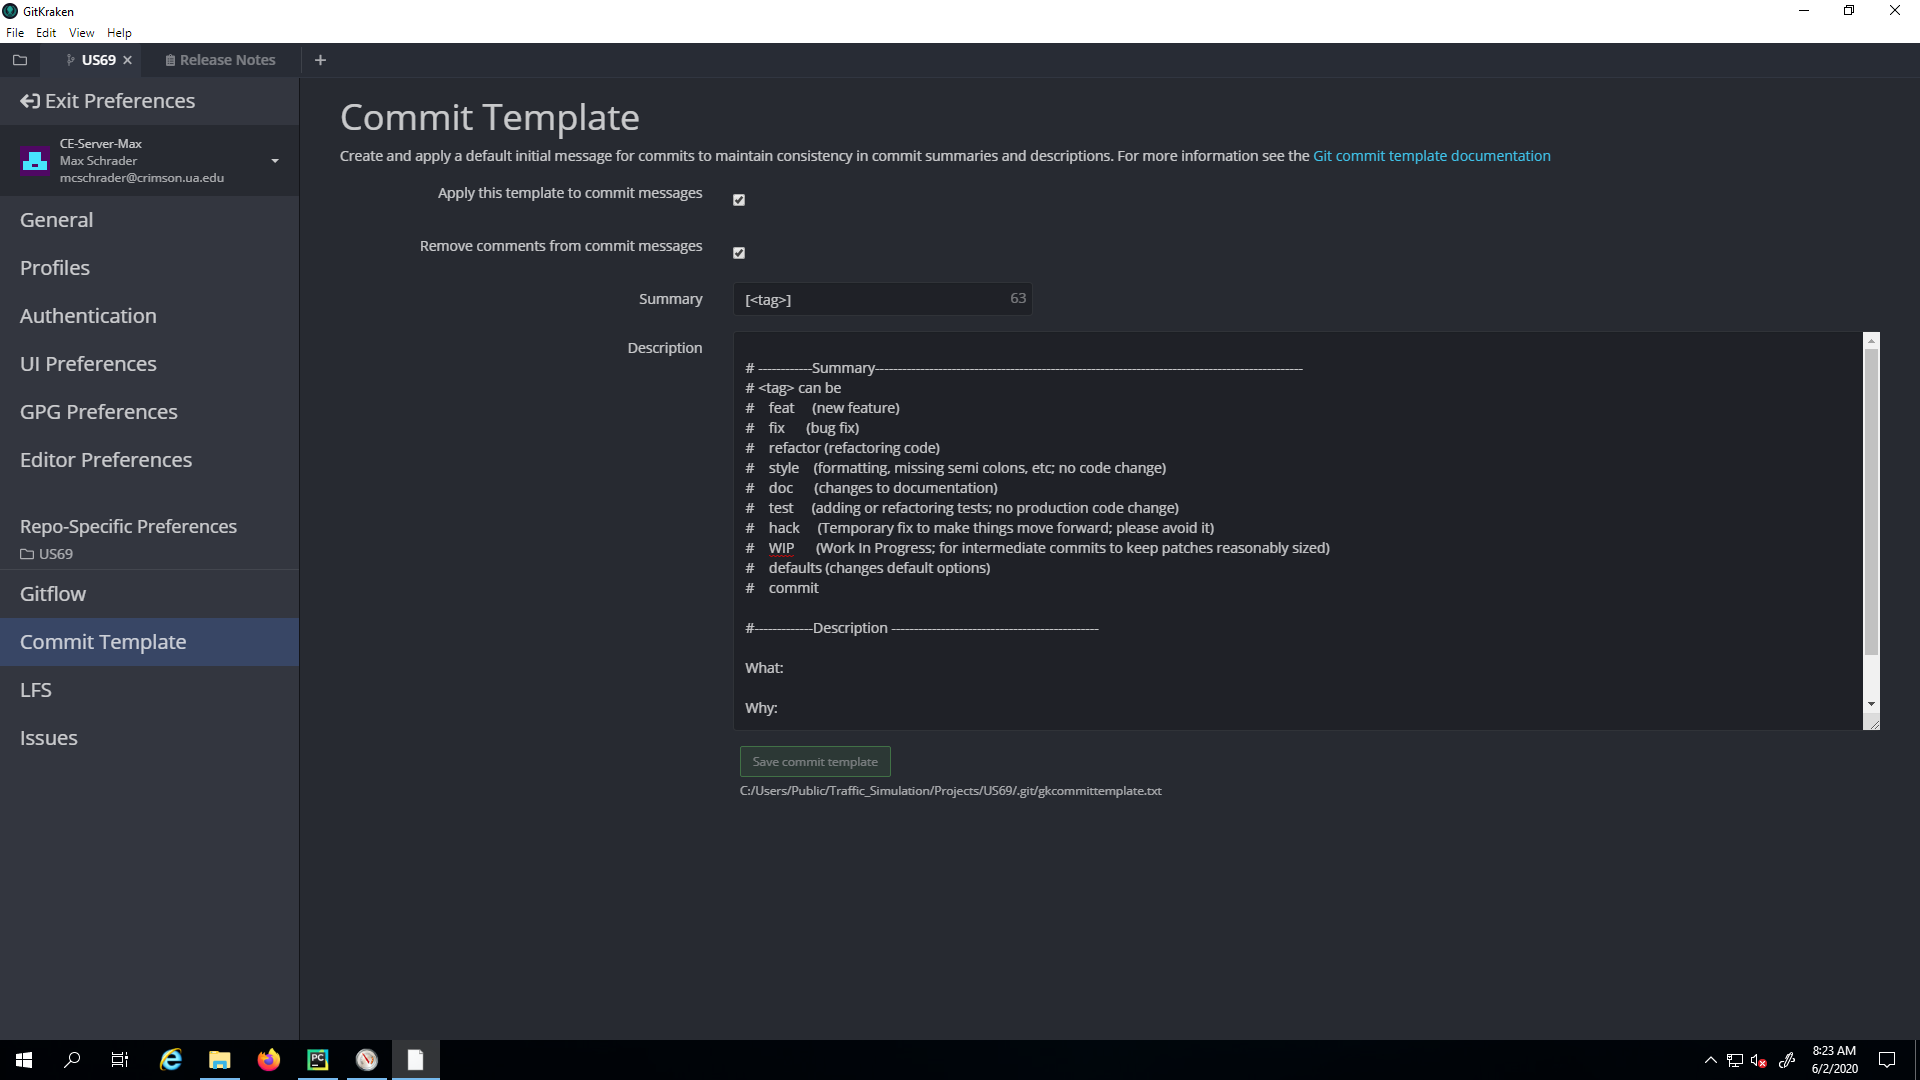 GitKraken
File Edit View Help
US69
Release Notes
Exit Preferences
CE-Server-Max
Max Schrader
mcschrader@crimson.ua.edu
General
Profiles
Authentication
UI Preferences
GPG Preferences
Editor Preferences
Repo-Specific Preferences
US69
Gitflow
Commit Template
LFS
Issues
Commit Template
Create and apply a default initial message for commits to maintain consistency in commit summaries and descriptions. For more information see the Git commit template documentation
Apply this template to commit messages
Remove comments from commit messages
Summary
[<tag>]
63
Description
# ------------Summary-----------------------------------------------------------------------------------------------
# <tag> can be
#    feat     (new feature)
#    fix      (bug fix)
#    refactor (refactoring code)
#    style    (formatting, missing semi colons, etc; no code change)
#    doc      (changes to documentation)
#    test     (adding or refactoring tests; no production code change)
#    hack     (Temporary fix to make things move forward; please avoid it)
#    WIP      (Work In Progress; for intermediate commits to keep patches reasonably sized)
#    defaults (changes default options)
#    commit
#-------------Description ----------------------------------------------
What:
Why:
Save commit template
C:/Users/Public/Traffic_Simulation/Projects/US69/.git/gkcommittemplate.txt
PC
8:23 AM
6/2/2020